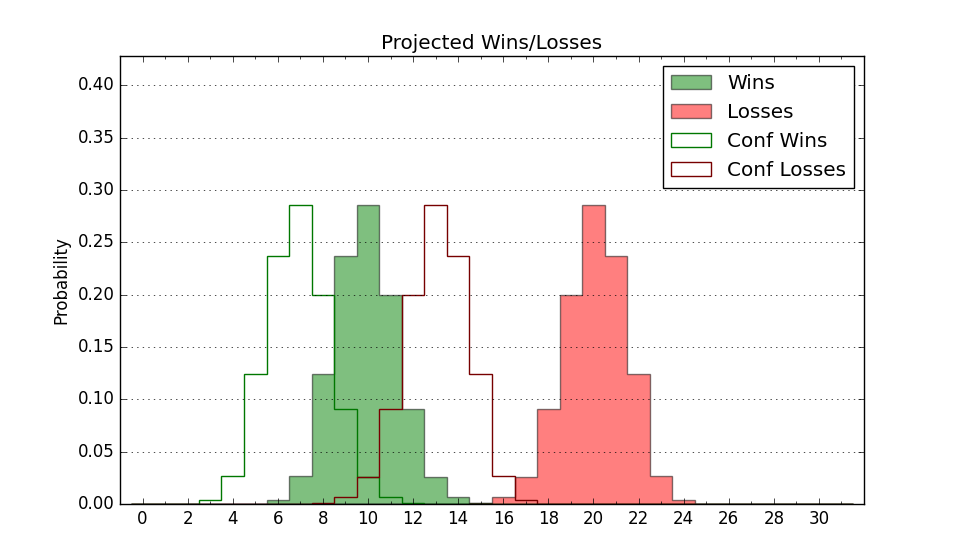 Projected Wins/Losses
Probability
0.40
0.35
0.30
0.25
0.20
0.15
0.10
0.05
0.00
0 2 4 6 8 10 12 14 16 18 20 22 24 26 28 30
Wins
Losses
Conf Wins
Conf Losses